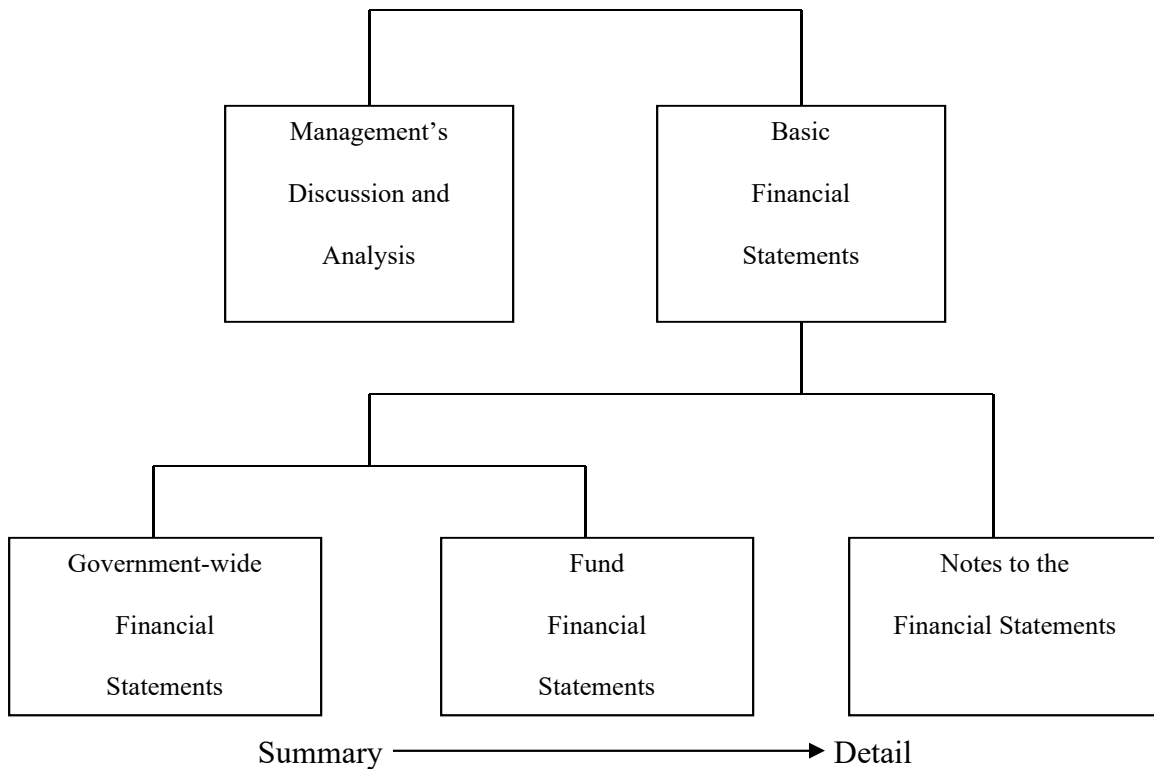 Management’s
Discussion and
Analysis
Basic
Financial
Statements
Government-wide
Financial
Statements
Fund
Financial
Statements
Notes to the
Financial Statements
Summary
Detail